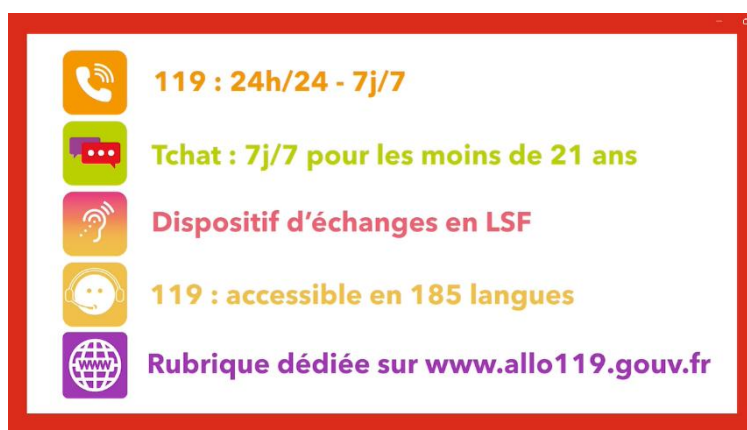 119 : 24h/24 - 7j/7
Tchat : 7j/7 pour les moins de 21 ans
Dispositif d'échanges en LSF
119 : accessible en 185 langues
www
Rubrique dédiée sur www.allo119.gouv.fr